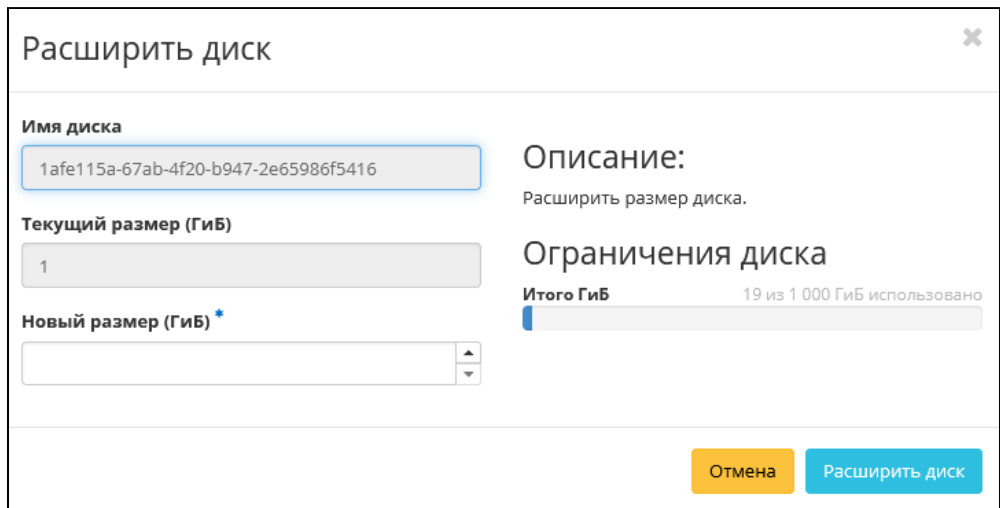 Расширить диск
×
Имя диска
1afe115a-67ab-4f20-b947-2e65986f5416
Текущий размер (ГиБ)
1
Новый размер (ГиБ) *
Описание:
Расширить размер диска.
Ограничения диска
Итого ГиБ 19 из 1 000 ГиБ использовано
Отмена Расширить диск